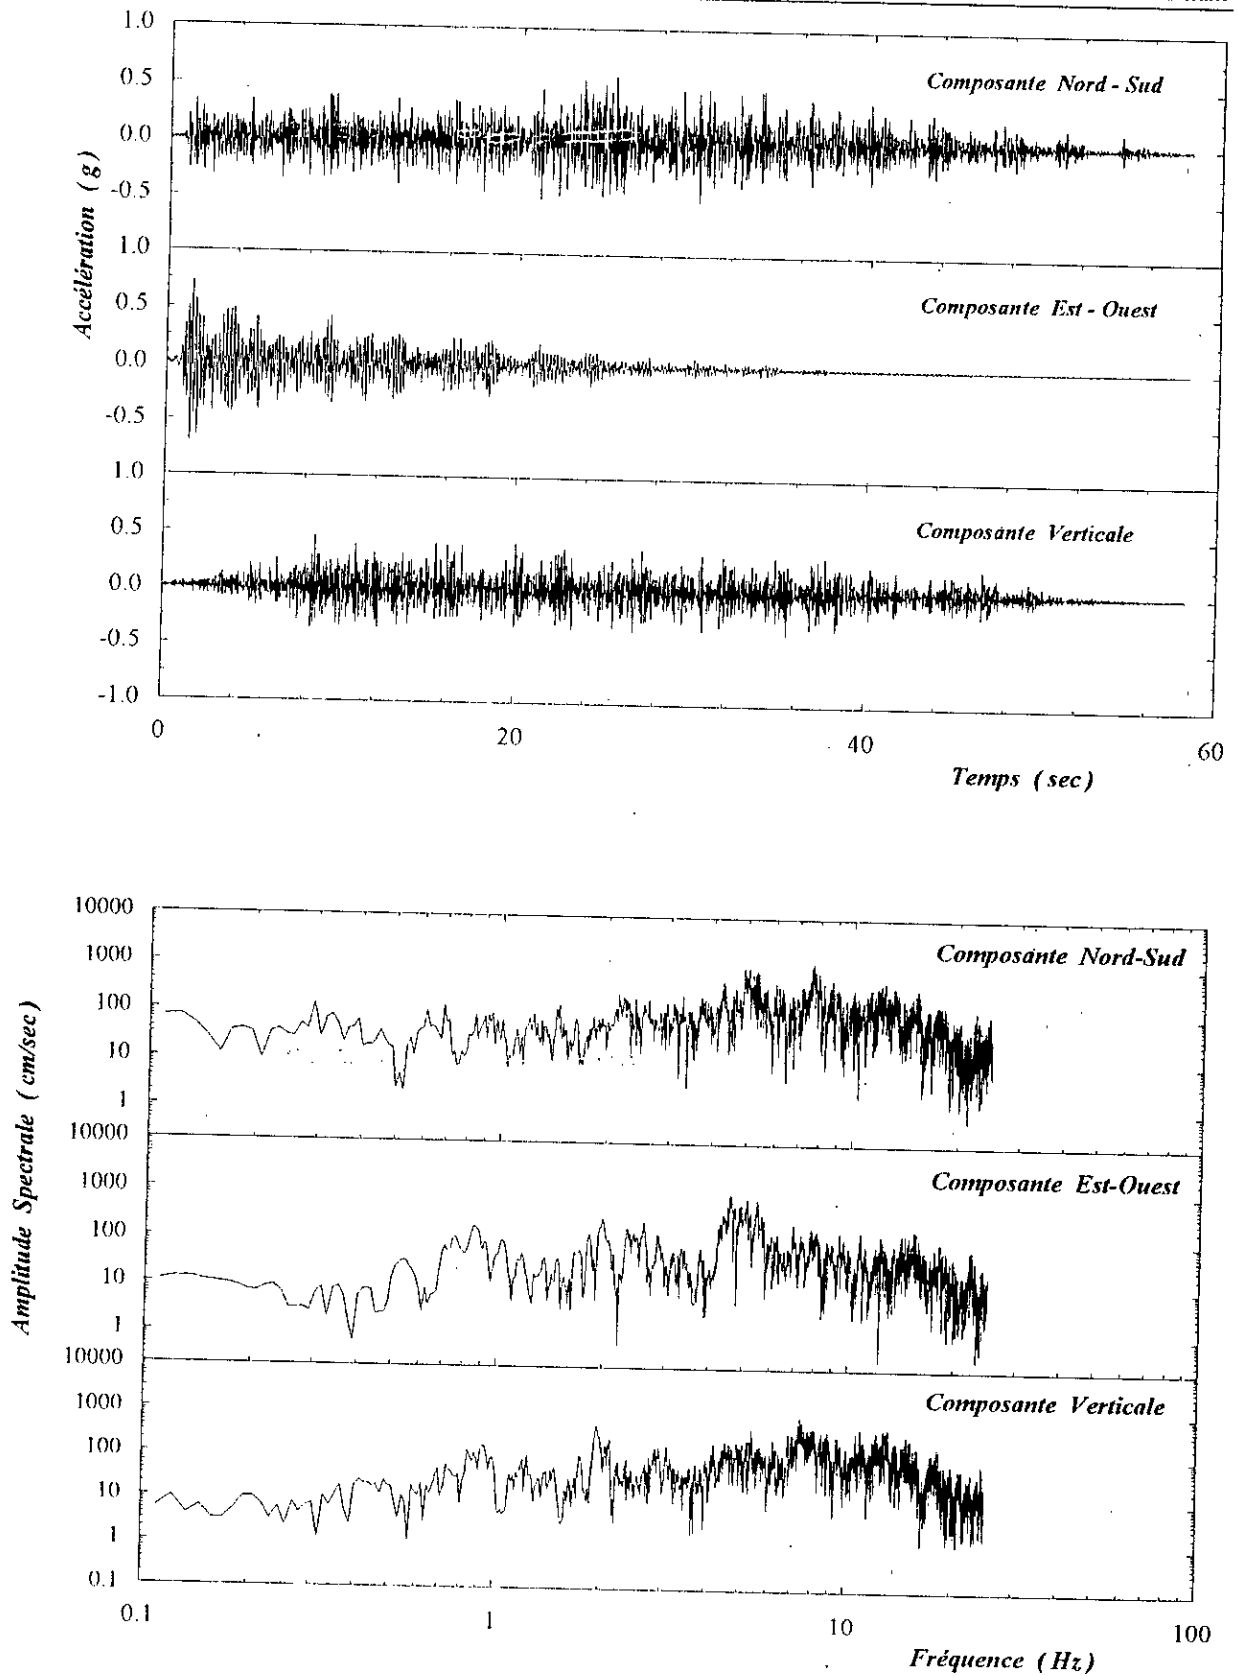 1.0
Composante Nord - Sud
0.5
0.0
-0.5
1.0
Accélération ( g )
Composante Est - Ouest
0.5
0.0
-0.5
1.0
Composante Verticale
0.5
0.0
-0.5
-1.0
0 20 40 60
Temps ( sec )
10000
Composante Nord-Sud
1000
100
10
1
10000
Amplitude Spectrale ( cm/sec )
Composante Est-Ouest
1000
100
10
1
10000
Composante Verticale
1000
100
10
1
0.1
0.1 1 10 100
Fréquence ( Hz )